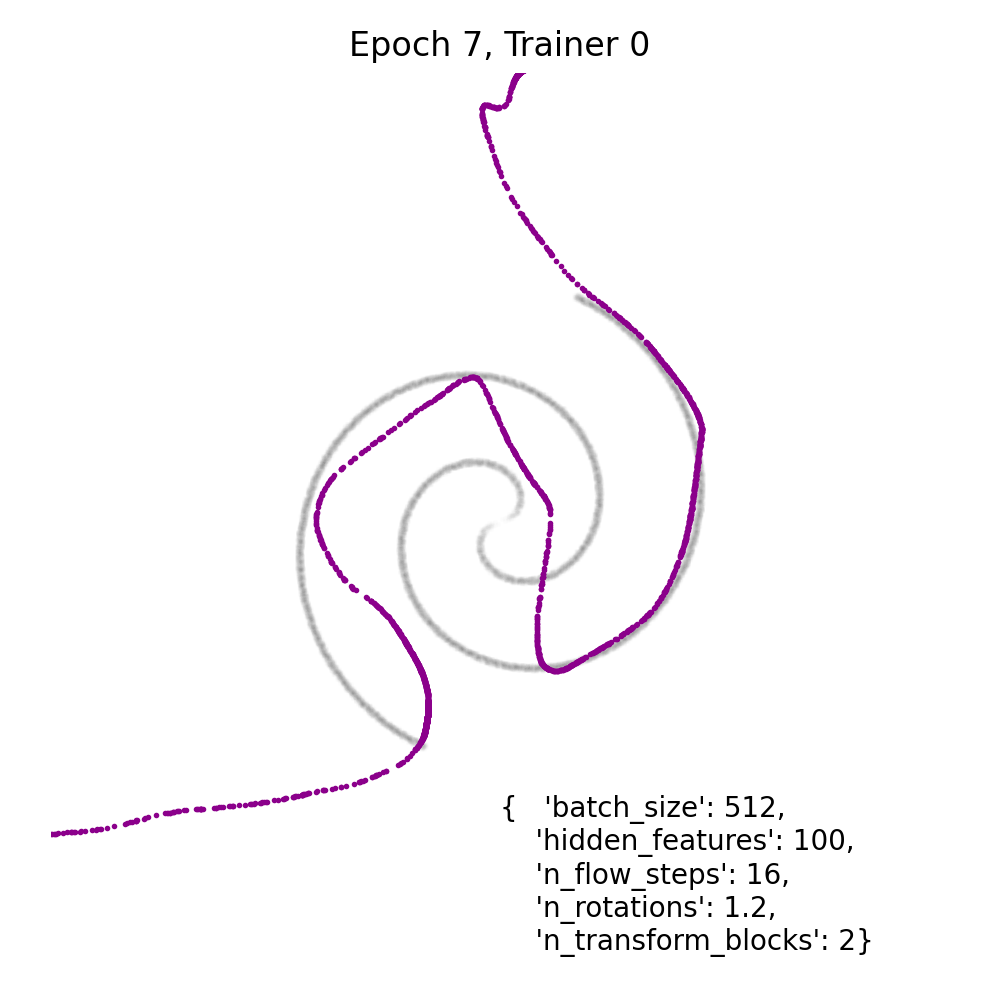 Epoch 7, Trainer 0
{   'batch_size': 512,
    'hidden_features': 100,
    'n_flow_steps': 16,
    'n_rotations': 1.2,
    'n_transform_blocks': 2}